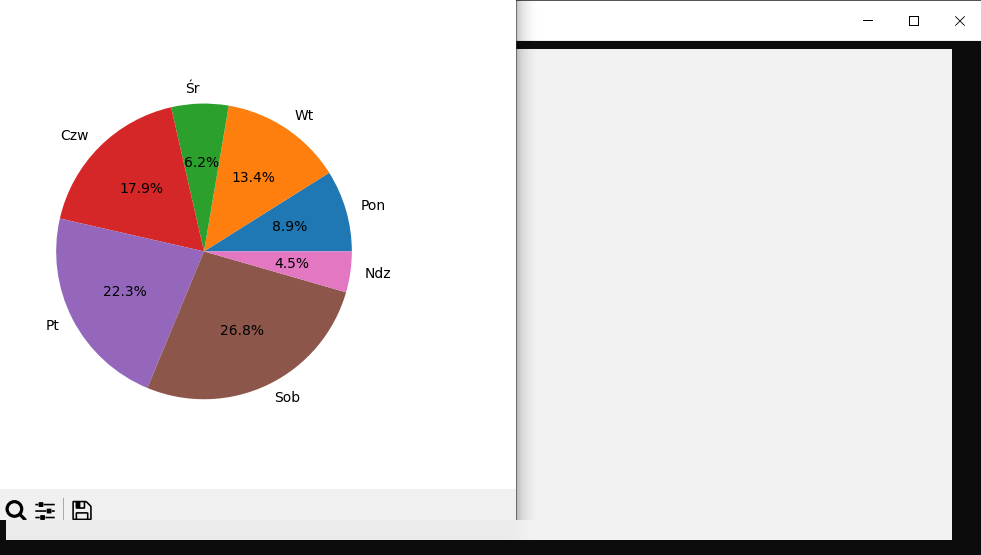 Śr
Wt
Czw
6.2%
13.4%
17.9%
Pon
8.9%
4.5%
Ndz
22.3%
Pt
26.8%
Sob